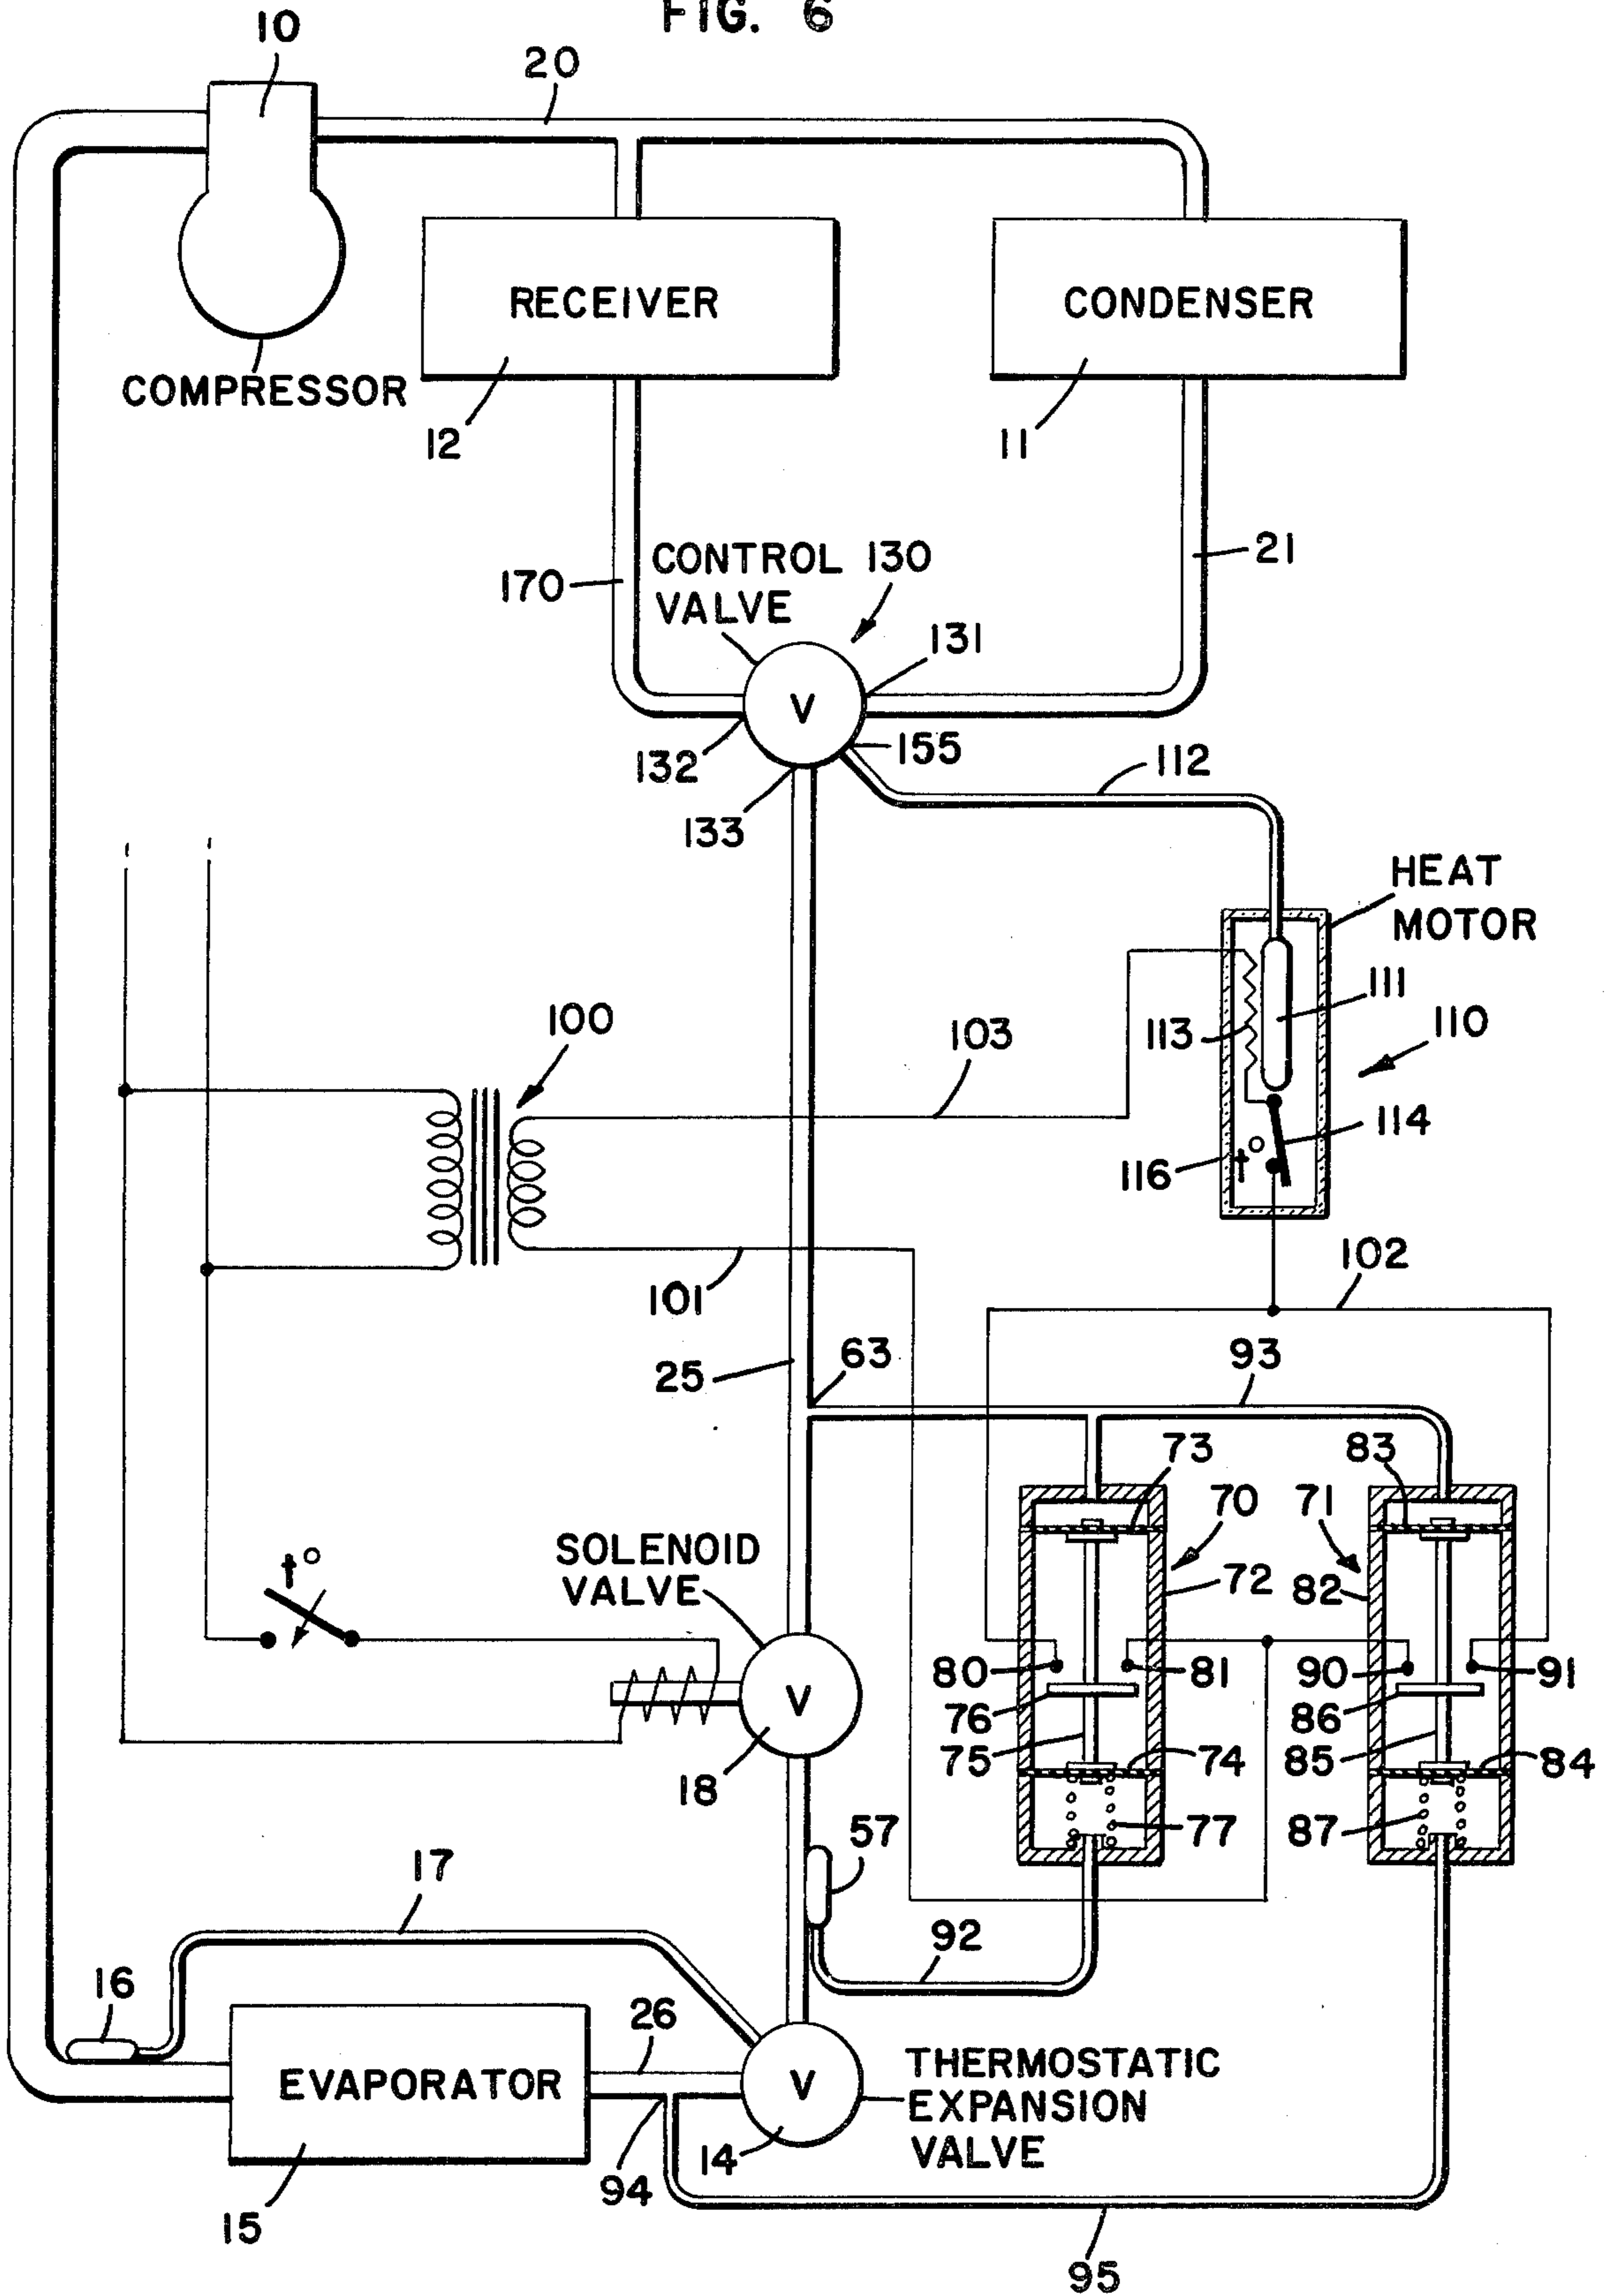 FIG. 6
10
20
RECEIVER
CONDENSER
COMPRESSOR
12
11
CONTROL
VALVE
130
21
170
131
V
155
132
112
133
HEAT
MOTOR
111
100
103
113
110
114
t°
116
102
101
63
93
25
73
83
70
71
SOLENOID
VALVE
t°
72
82
80
81
90
91
V
76
86
75
74
85
84
18
77
87
57
17
92
16
26
EVAPORATOR
V
THERMOSTATIC
EXPANSION
VALVE
14
94
15
95